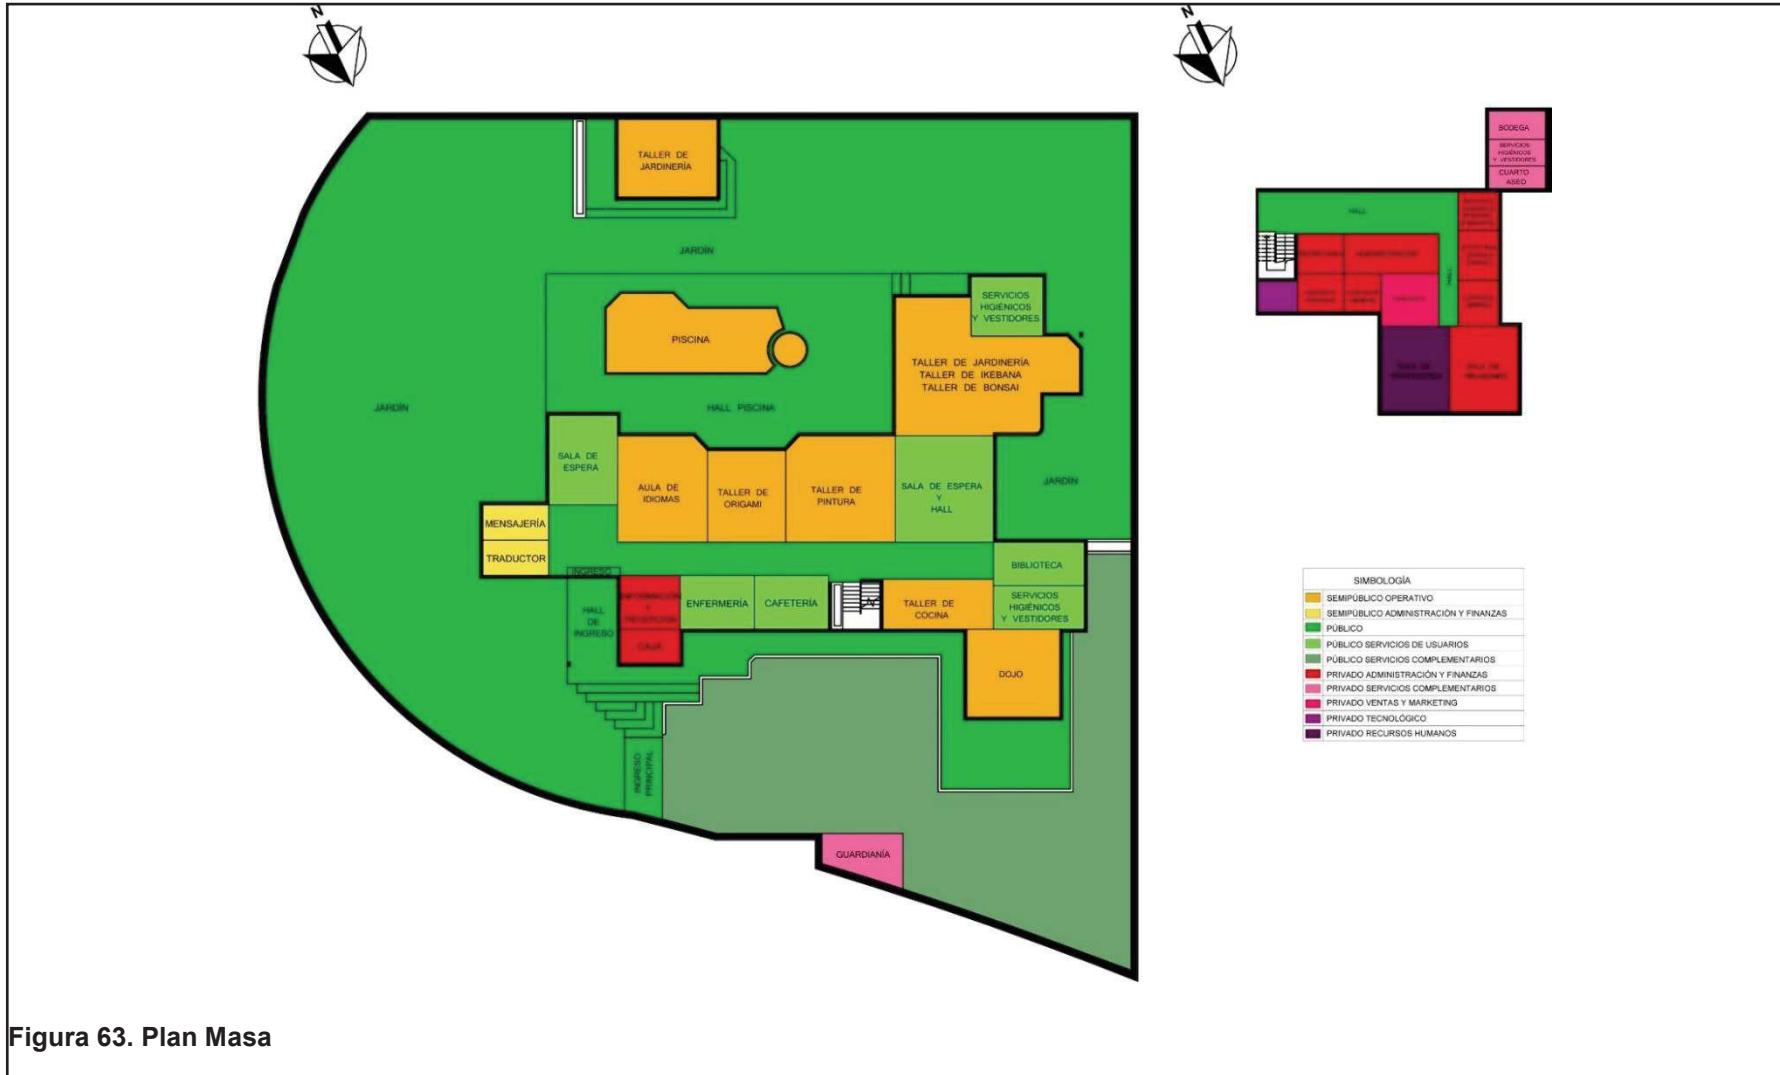 N
N
TALLER DE
JARDINERÍA
JARDÍN
SERVICIOS
HIGIÉNICOS
Y VESTIDORES
PISCINA
TALLER DE JARDINERÍA
TALLER DE IKEBANA
TALLER DE BONSAI
JARDÍN
HALL PISCINA
SALA DE
ESPERA
AULA DE
IDIOMAS
TALLER DE
ORIGAMI
TALLER DE
PINTURA
SALA DE ESPERA
Y
HALL
JARDÍN
MENSAJERÍA
TRADUCTOR
INGRESO
HALL
DE
INGRESO
INFORMACIÓN
Y
RECEPCIÓN
CAJA
ENFERMERÍA
CAFETERÍA
TALLER DE
COCINA
BIBLIOTECA
SERVICIOS
HIGIÉNICOS
Y VESTIDORES
DOJO
INGRESO
PRINCIPAL
GUARDIANÍA
BODEGA
SERVICIOS
HIGIÉNICOS
Y VESTIDORES
CUARTO
ASEO
HALL
HALL
SALA DE
SALA DE
SIMBOLOGÍA
SEMIPÚBLICO OPERATIVO
SEMIPÚBLICO ADMINISTRACIÓN Y FINANZAS
PÚBLICO
PÚBLICO SERVICIOS DE USUARIOS
PÚBLICO SERVICIOS COMPLEMENTARIOS
PRIVADO ADMINISTRACIÓN Y FINANZAS
PRIVADO SERVICIOS COMPLEMENTARIOS
PRIVADO VENTAS Y MARKETING
PRIVADO TECNOLÓGICO
PRIVADO RECURSOS HUMANOS
Figura 63. Plan Masa